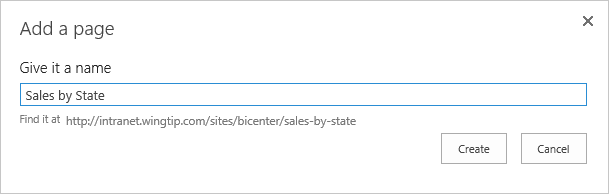 Add a page
Give it a name
Sales by State
Find it at http://intranet.wingtip.com/sites/bicenter/sales-by-state
Create Cancel